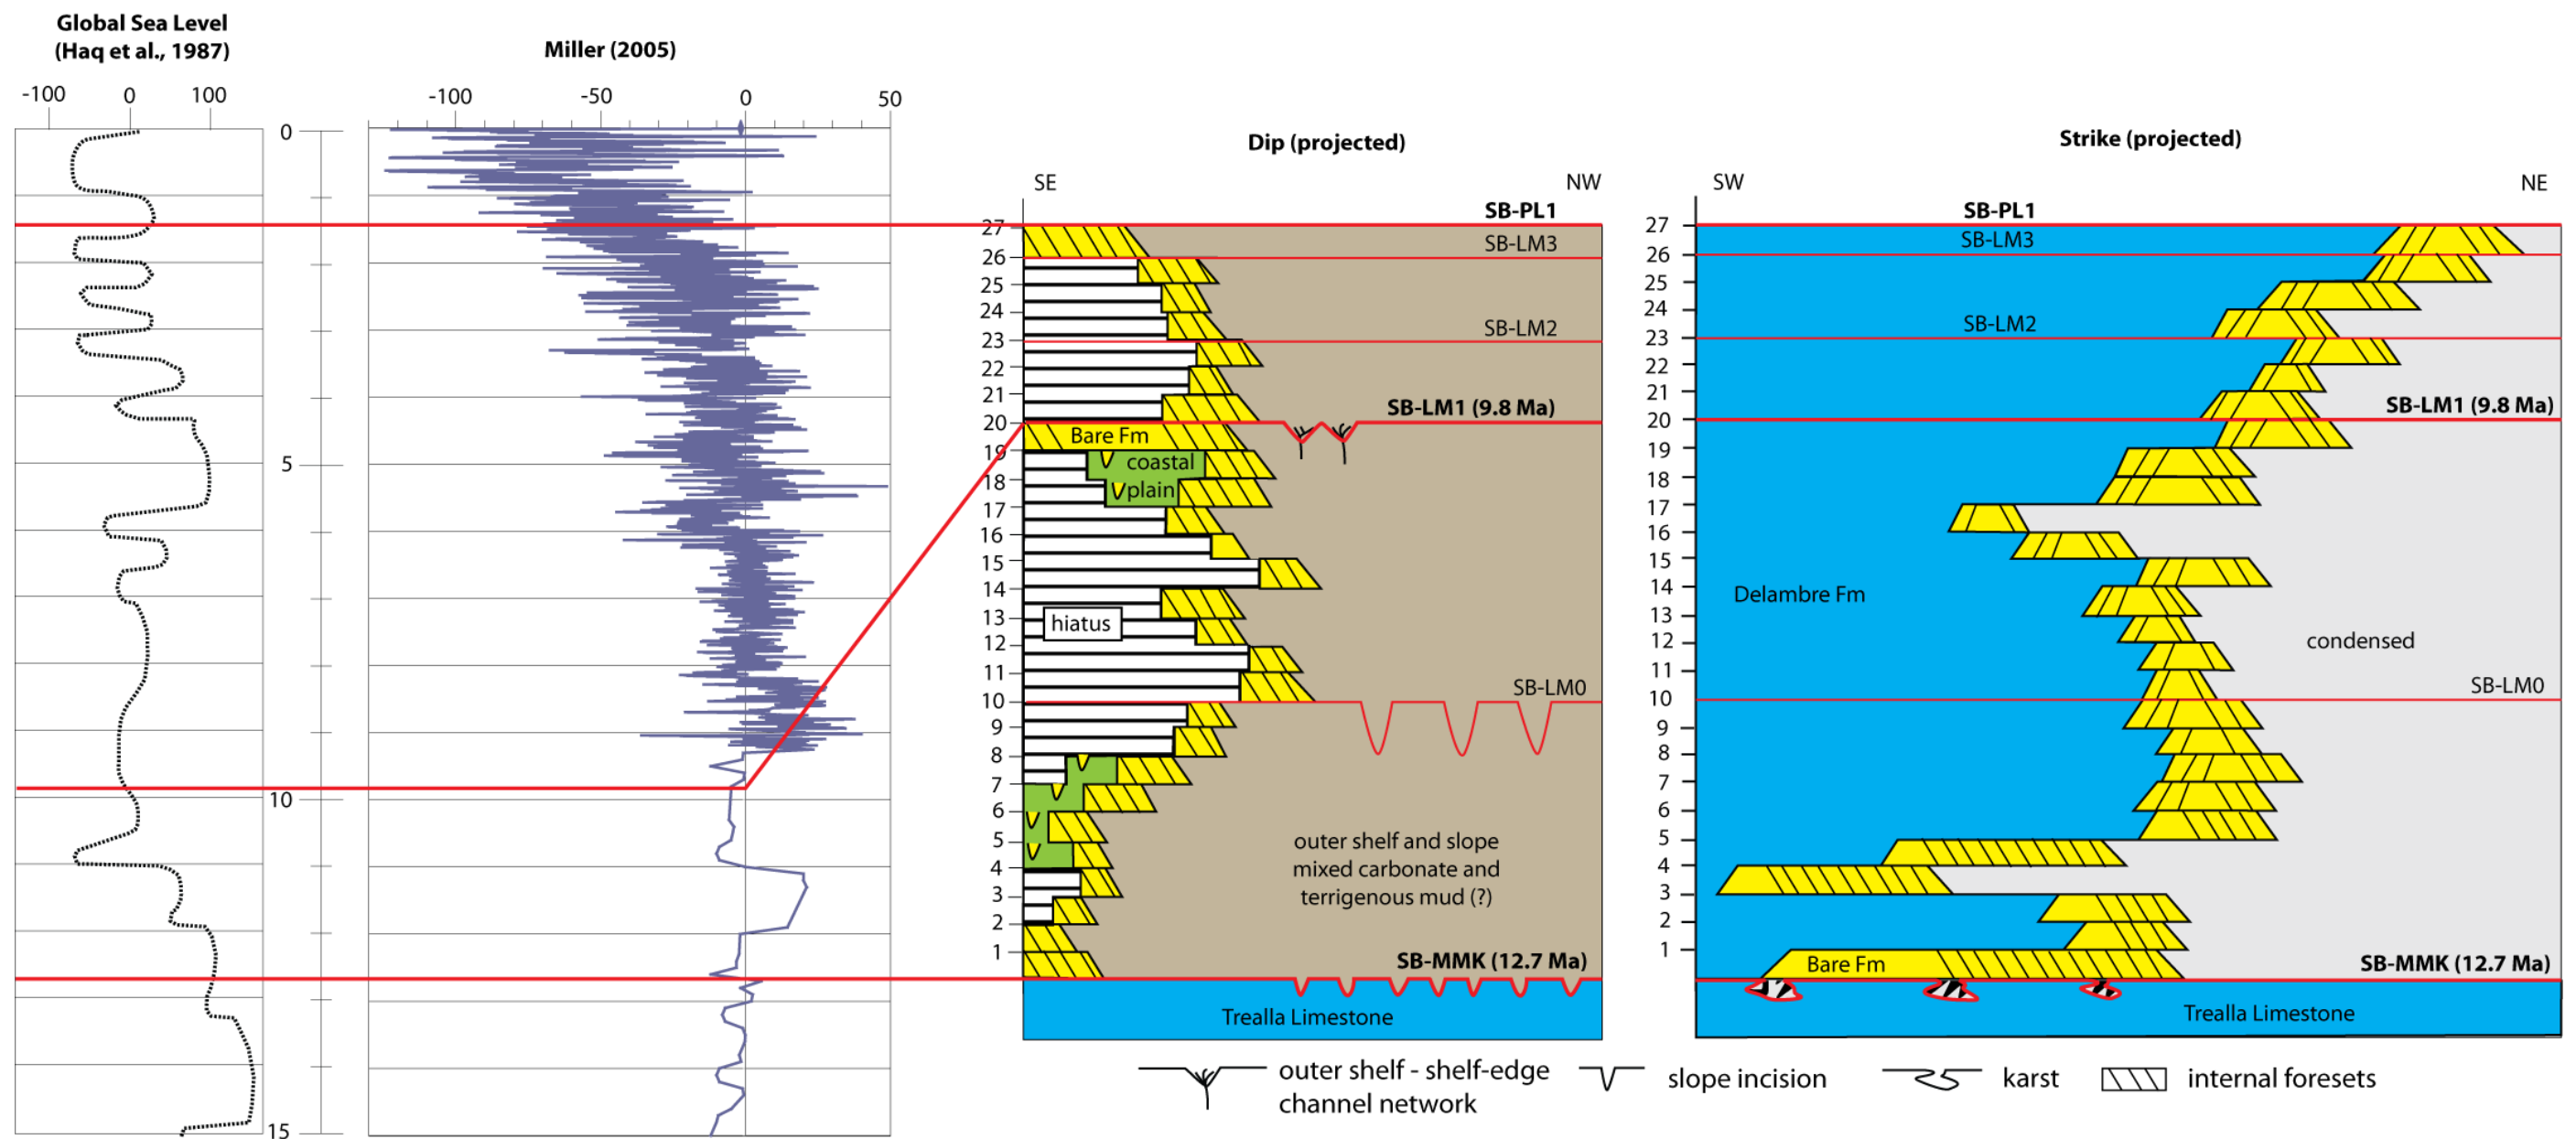 Global Sea Level
(Haq et al., 1987)
-100 0 100
0
5
10
15
Miller (2005)
-100 -50 0 50
Dip (projected)
SE NW
SB-PL1
27
SB-LM3
26
25
24
SB-LM2
23
22
21
SB-LM1 (9.8 Ma)
20
Bare Fm
19
coastal
18
plain
17
16
15
14
13
hiatus
12
11
SB-LM0
10
9
8
7
6
5
outer shelf and slope
4
mixed carbonate and
3
terrigenous mud (?)
2
1
SB-MMK (12.7 Ma)
Trealla Limestone
Strike (projected)
SW NE
SB-PL1
27
SB-LM3
26
25
24
SB-LM2
23
22
21
SB-LM1 (9.8 Ma)
20
19
18
17
16
15
14
Delambre Fm
13
12
condensed
11
SB-LM0
10
9
8
7
6
5
4
3
2
1
Bare Fm
SB-MMK (12.7 Ma)
Trealla Limestone
outer shelf - shelf-edge
channel network
slope incision
karst
internal foresets